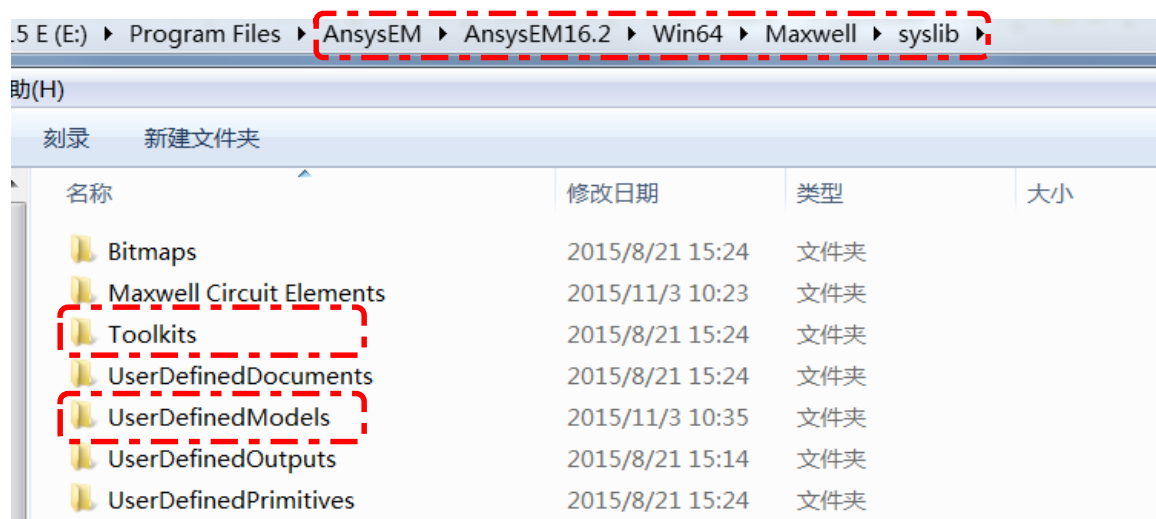 .5 E (E:) ▸ Program Files ▸ AnsysEM ▸ AnsysEM16.2 ▸ Win64 ▸ Maxwell ▸ syslib ▸
助(H)
刻录 新建文件夹
名称 修改日期 类型 大小
Bitmaps 2015/8/21 15:24 文件夹
Maxwell Circuit Elements 2015/11/3 10:23 文件夹
Toolkits 2015/8/21 15:24 文件夹
UserDefinedDocuments 2015/8/21 15:24 文件夹
UserDefinedModels 2015/11/3 10:35 文件夹
UserDefinedOutputs 2015/8/21 15:14 文件夹
UserDefinedPrimitives 2015/8/21 15:24 文件夹